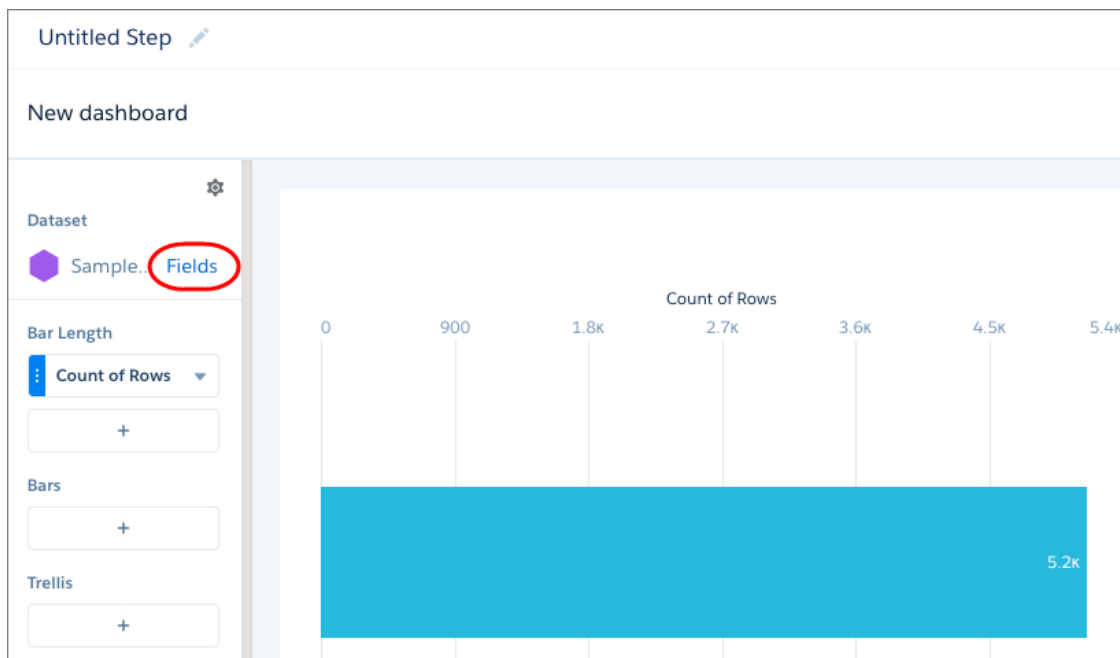 Untitled Step
New dashboard
Dataset
Sample.. Fields
Bar Length
Count of Rows
+
Bars
+
Trellis
+
Count of Rows
0 900 1.8K 2.7K 3.6K 4.5K 5.4K
5.2K